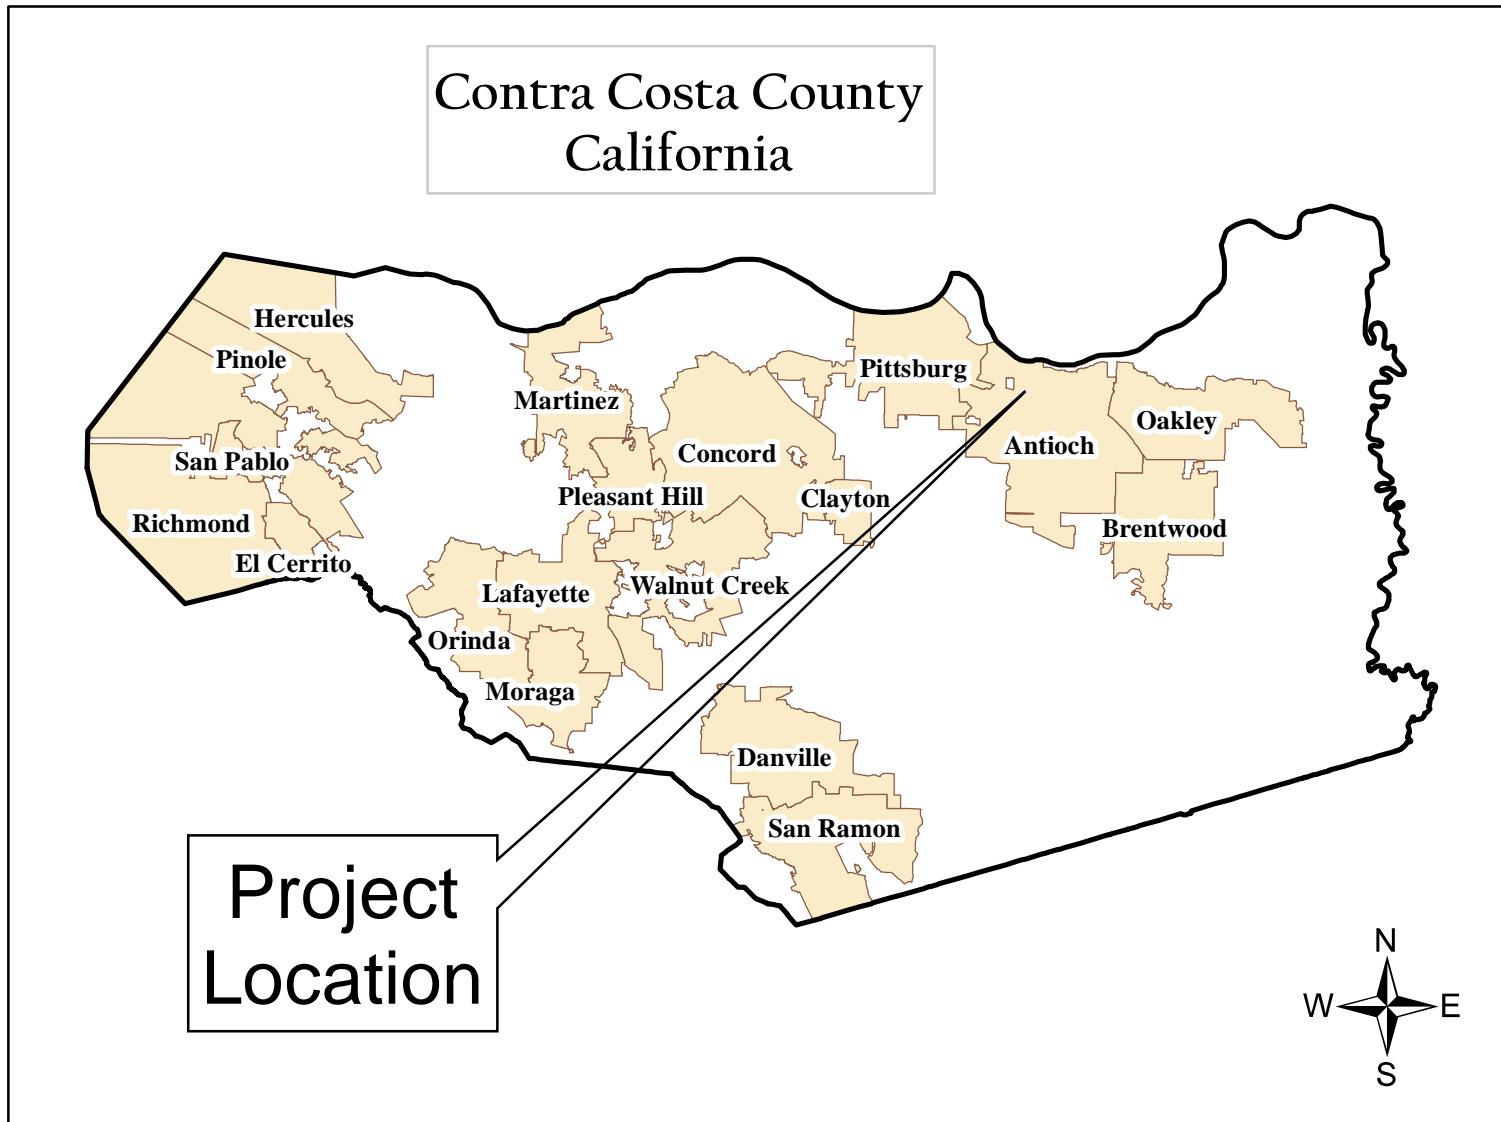 Contra Costa County
California
Hercules
Pinole
Pittsburg
Martinez
Oakley
Antioch
Concord
San Pablo
Pleasant Hill
Clayton
Richmond
Brentwood
El Cerrito
Walnut Creek
Lafayette
Orinda
Moraga
Danville
San Ramon
Project
Location
N
W
E
S